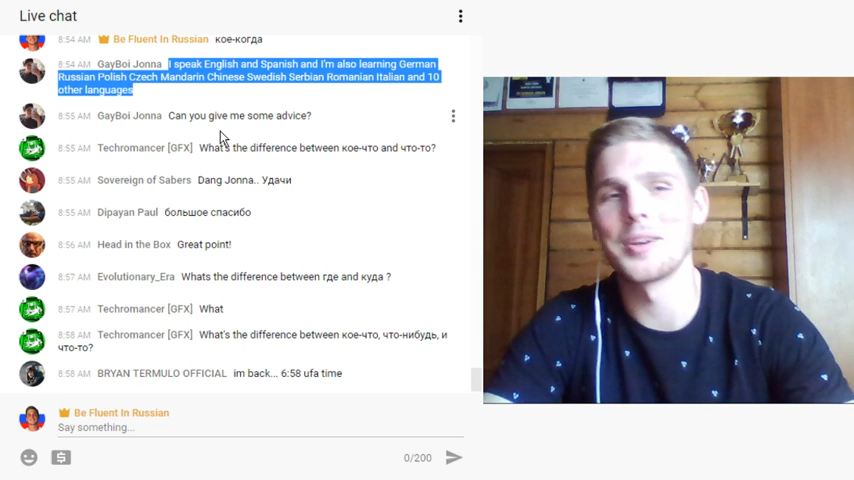 Live chat
8:54 AM Be Fluent In Russian кое-когда
8:54 AM GayBoi Jonna I speak English and Spanish and I'm also learning German
Russian Polish Czech Mandarin Chinese Swedish Serbian Romanian Italian and 10
other languages
8:55 AM GayBoi Jonna Can you give me some advice?
8:55 AM Techromancer [GFX] What's the difference between кое-что and что-то?
8:55 AM Sovereign of Sabers Dang Jonna.. Удачи
8:55 AM Dipayan Paul большое спасибо
8:56 AM Head in the Box Great point!
8:57 AM Evolutionary_Era Whats the difference between где and куда ?
8:57 AM Techromancer [GFX] What
8:58 AM Techromancer [GFX] What's the difference between кое-что, что-нибудь, и
что-то?
8:58 AM BRYAN TERMULO OFFICIAL im back... 6:58 ufa time
Be Fluent In Russian
Say something...
0/200